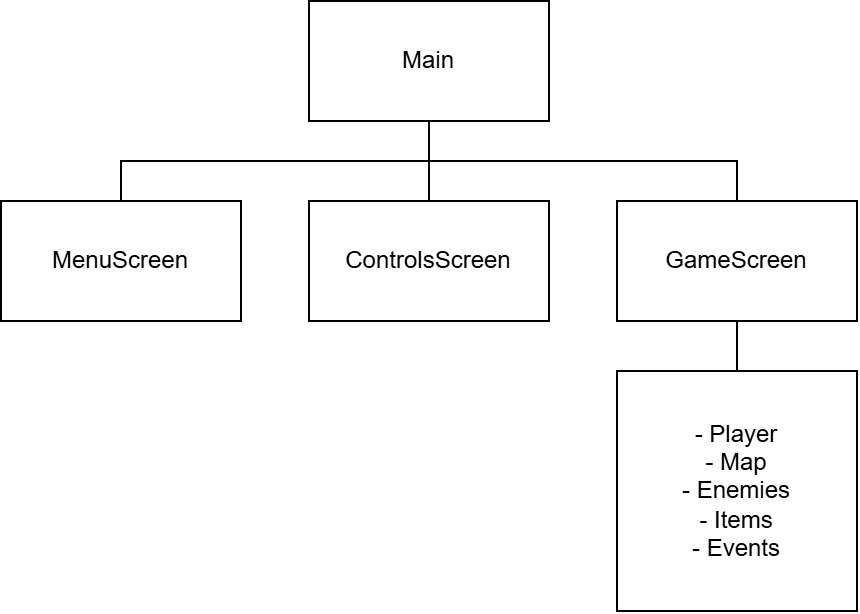 Main
MenuScreen
ControlsScreen
GameScreen
- Player
- Map
- Enemies
- Items
- Events